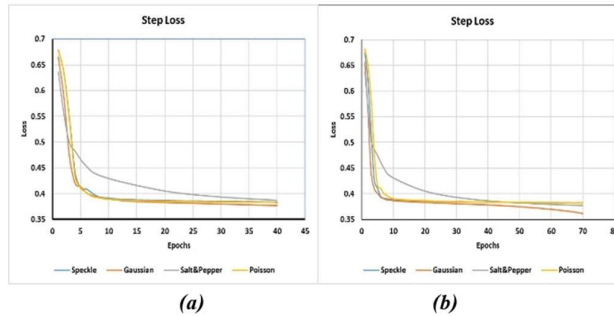 Step Loss
0.7
0.65
0.6
0.55
0.5
0.45
0.4
0.35
Loss
0 5 10 15 20 25 30 35 40 45
Epochs
Speckle Gaussian Salt&Pepper Poisson
(a)
Step Loss
0.7
0.65
0.6
0.55
0.5
0.45
0.4
0.35
Loss
0 10 20 30 40 50 60 70 80
Epochs
Speckle Gaussian Salt&Pepper Poisson
(b)